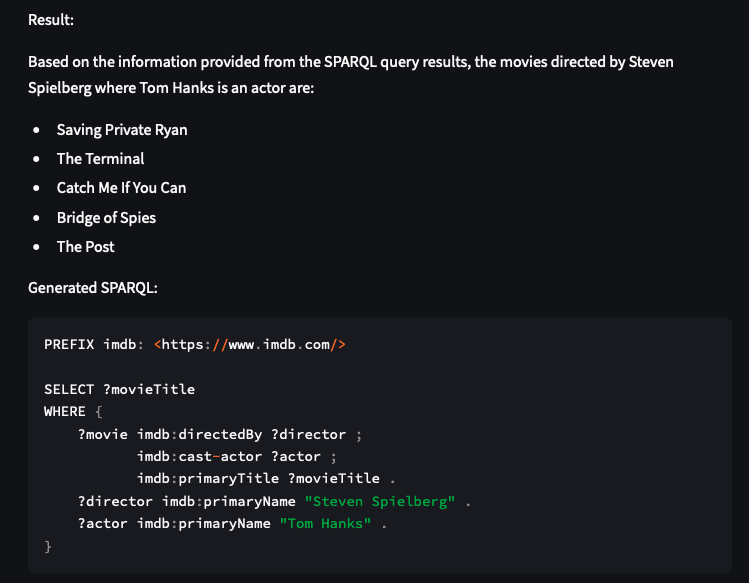 Result:
Based on the information provided from the SPARQL query results, the movies directed by Steven
Spielberg where Tom Hanks is an actor are:
• Saving Private Ryan
• The Terminal
• Catch Me If You Can
• Bridge of Spies
• The Post
Generated SPARQL:
PREFIX imdb: <https://www.imdb.com/>
SELECT ?movieTitle
WHERE {
    ?movie imdb:directedBy ?director ;
           imdb:cast-actor ?actor ;
           imdb:primaryTitle ?movieTitle .
    ?director imdb:primaryName "Steven Spielberg" .
    ?actor imdb:primaryName "Tom Hanks" .
}